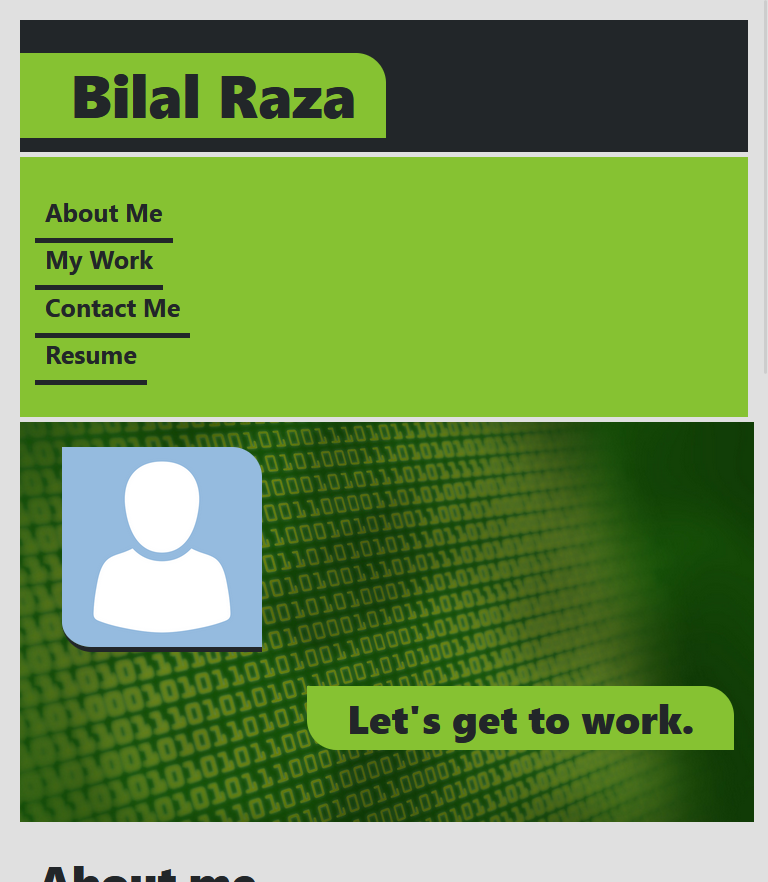 Bilal Raza
About Me
My Work
Contact Me
Resume
Let's get to work.
About me